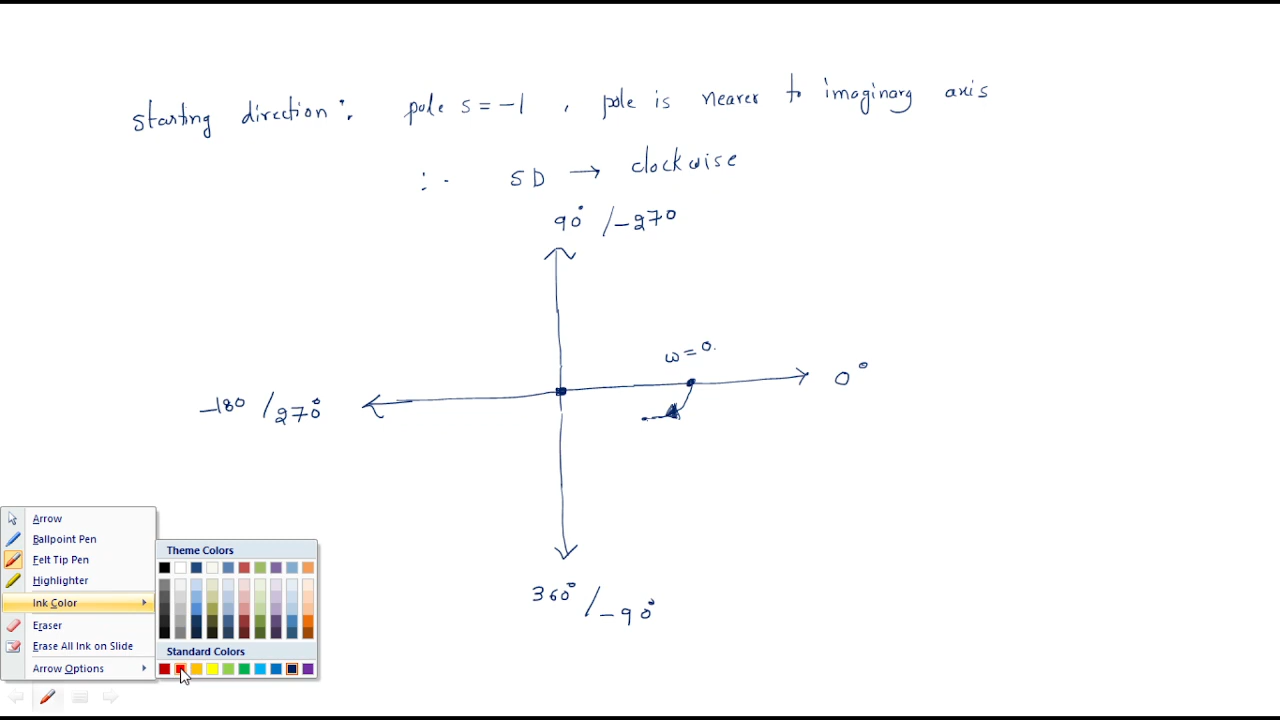 starting direction: pole s = -1 , pole is nearer to imaginary axis
∴ SD → clockwise
90° /-270
ω=0.
0°
-180 /270°
360° /-90°
Arrow
Ballpoint Pen
Felt Tip Pen
Highlighter
Ink Color
Eraser
Erase All Ink on Slide
Arrow Options
Theme Colors
Standard Colors